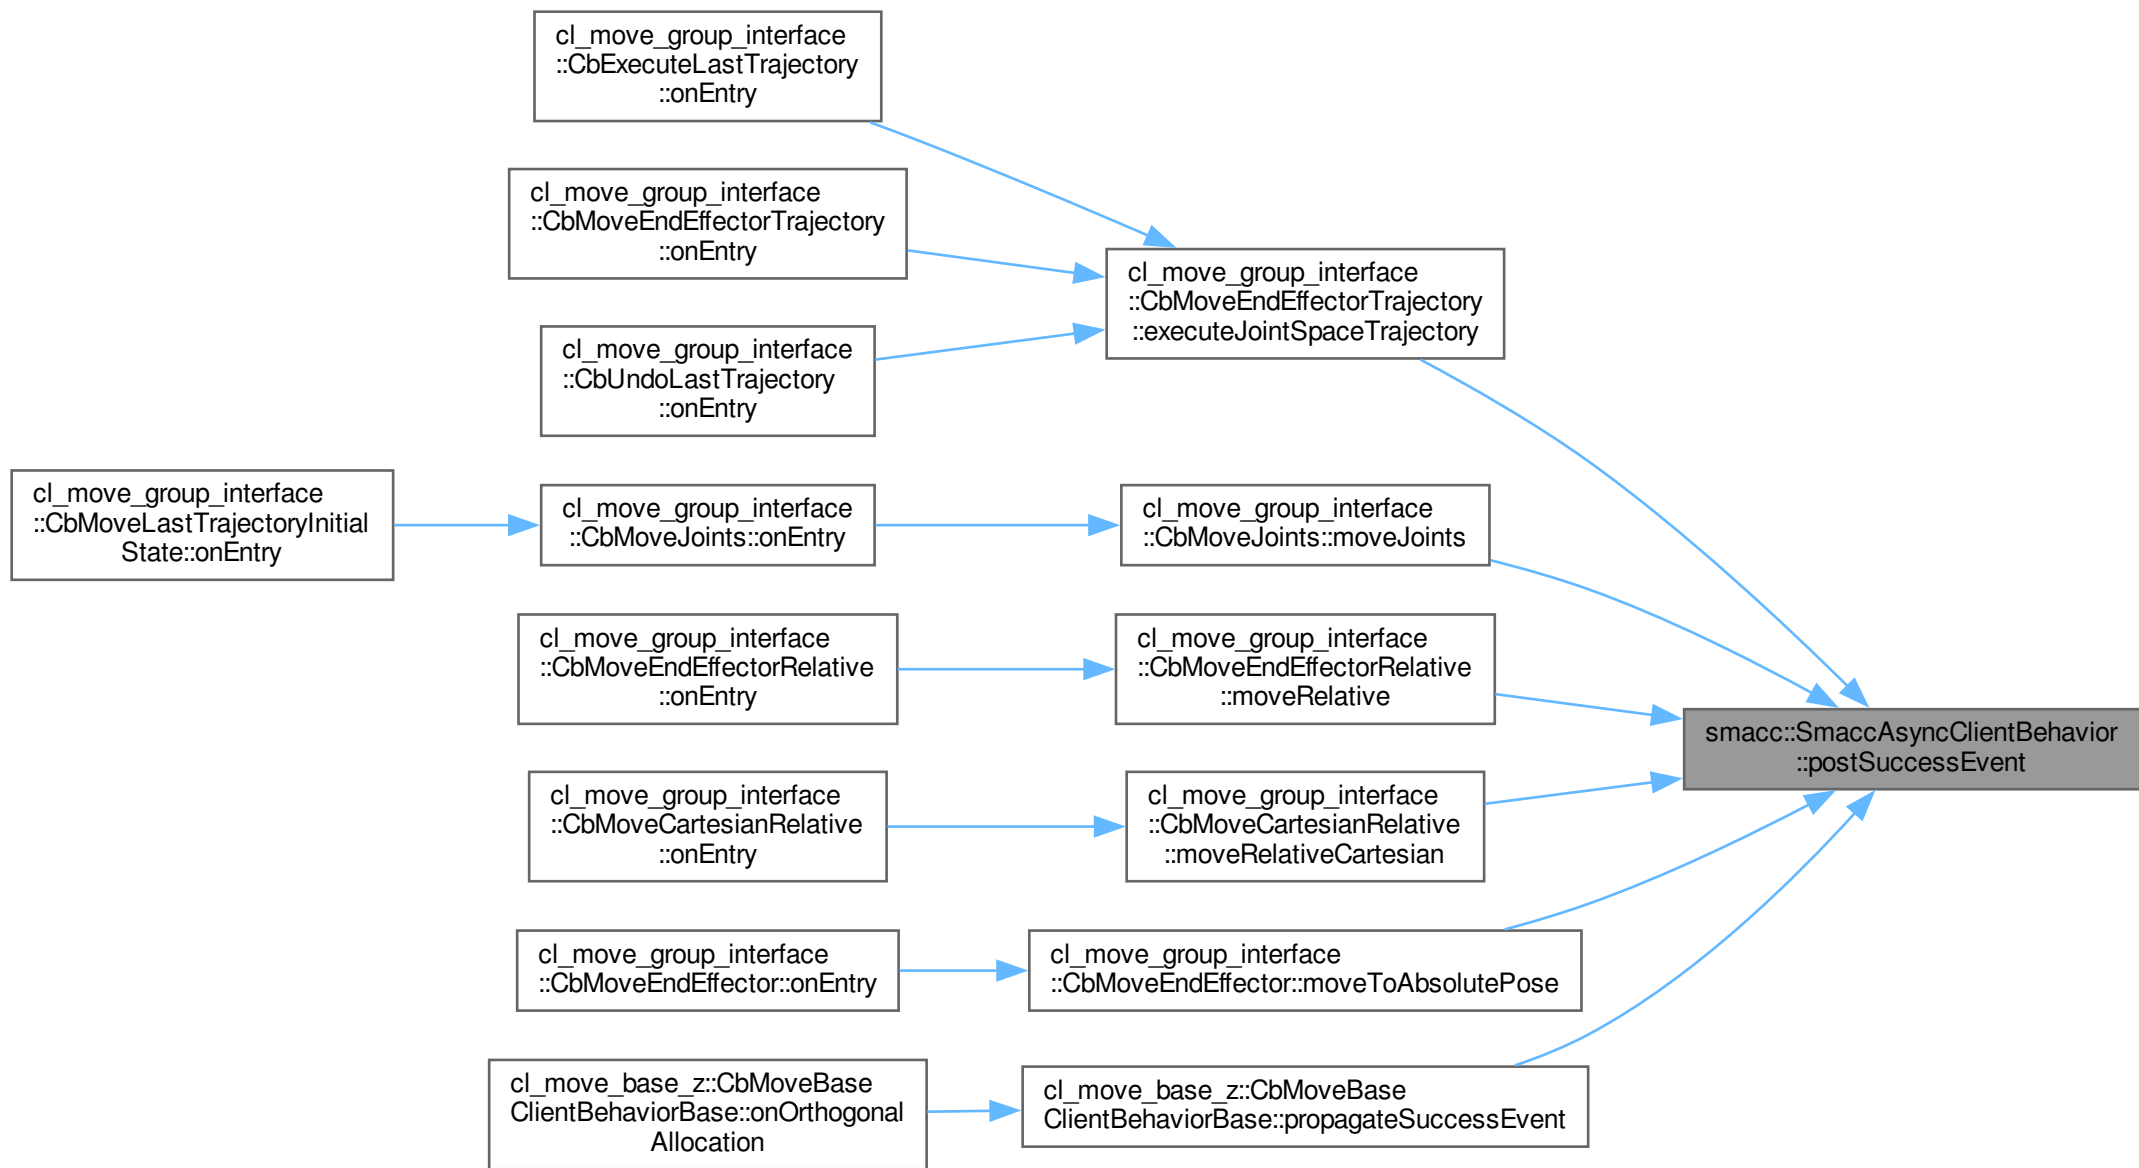 cl_move_group_interface
::CbExecuteLastTrajectory
::onEntry
cl_move_group_interface
::CbMoveEndEffectorTrajectory
::onEntry
cl_move_group_interface
::CbMoveEndEffectorTrajectory
::executeJointSpaceTrajectory
cl_move_group_interface
::CbUndoLastTrajectory
::onEntry
cl_move_group_interface
::CbMoveLastTrajectoryInitial
State::onEntry
cl_move_group_interface
::CbMoveJoints::onEntry
cl_move_group_interface
::CbMoveJoints::moveJoints
cl_move_group_interface
::CbMoveEndEffectorRelative
::onEntry
cl_move_group_interface
::CbMoveEndEffectorRelative
::moveRelative
smacc::SmaccAsyncClientBehavior
::postSuccessEvent
cl_move_group_interface
::CbMoveCartesianRelative
::onEntry
cl_move_group_interface
::CbMoveCartesianRelative
::moveRelativeCartesian
cl_move_group_interface
::CbMoveEndEffector::onEntry
cl_move_group_interface
::CbMoveEndEffector::moveToAbsolutePose
cl_move_base_z::CbMoveBase
ClientBehaviorBase::onOrthogonal
Allocation
cl_move_base_z::CbMoveBase
ClientBehaviorBase::propagateSuccessEvent